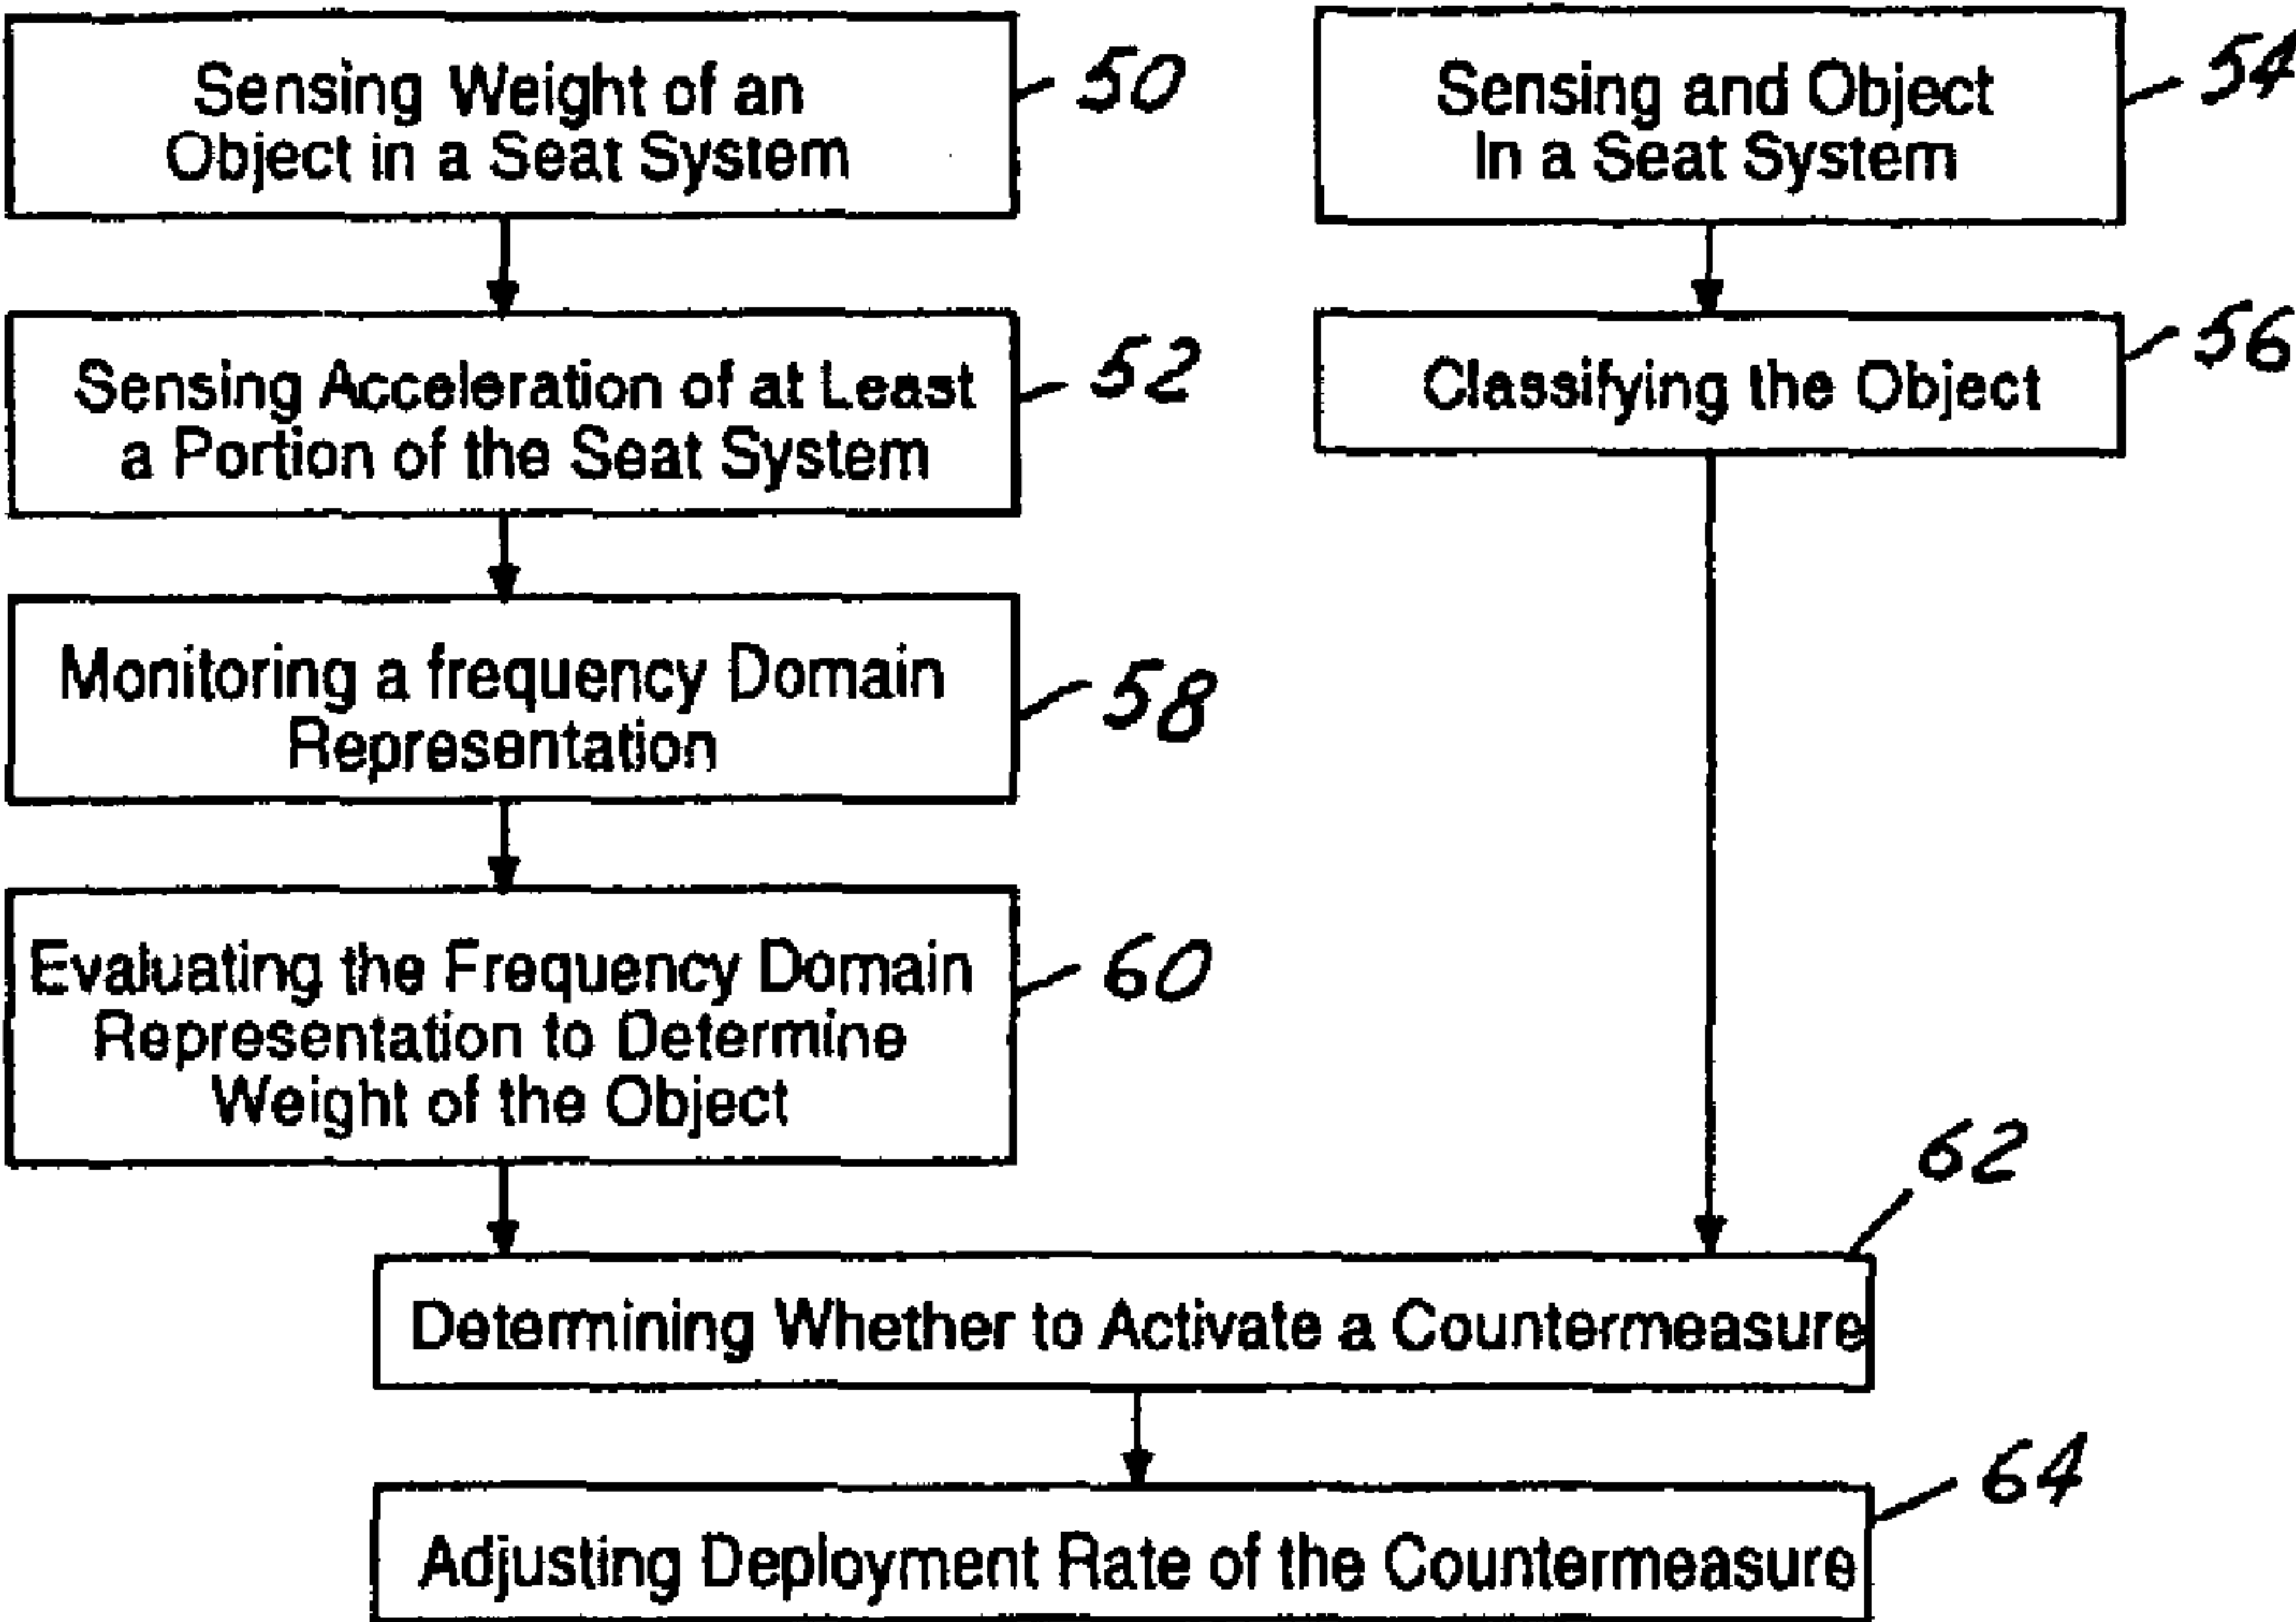 Sensing Weight of an
Object in a Seat System
50
Sensing and Object
In a Seat System
54
Sensing Acceleration of at Least
a Portion of the Seat System
52
Classifying the Object
56
Monitoring a frequency Domain
Representation
58
Evaluating the Frequency Domain
Representation to Determine
Weight of the Object
60
62
Determining Whether to Activate a Countermeasure
64
Adjusting Deployment Rate of the Countermeasure